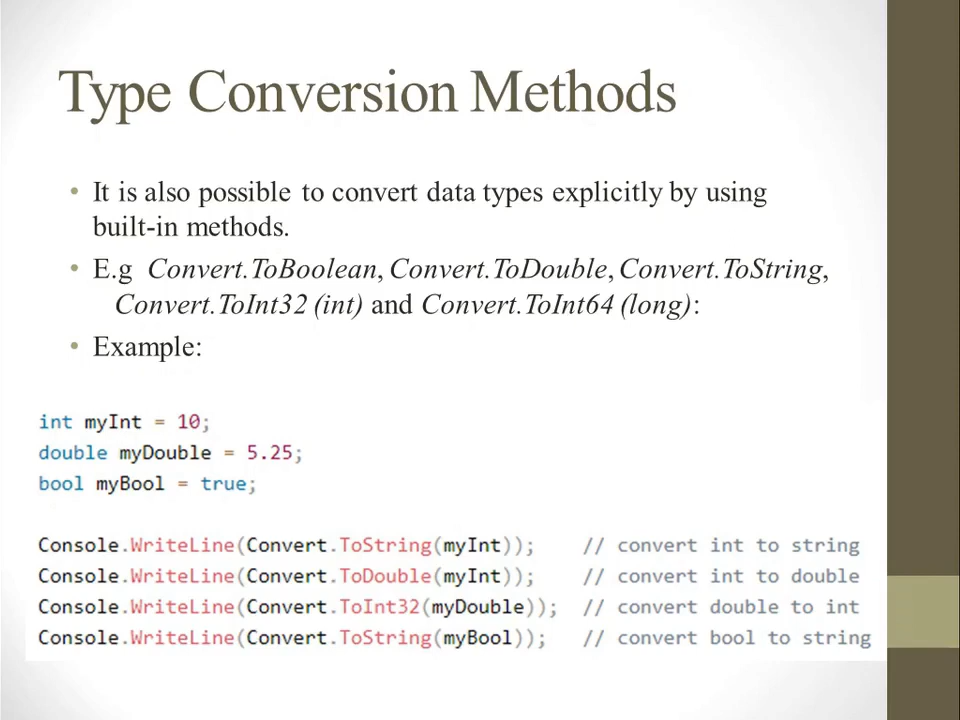 Type Conversion Methods
• It is also possible to convert data types explicitly by using
built-in methods.
• E.g Convert.ToBoolean, Convert.ToDouble, Convert.ToString,
Convert.ToInt32 (int) and Convert.ToInt64 (long):
• Example:
int myInt = 10;
double myDouble = 5.25;
bool myBool = true;
Console.WriteLine(Convert.ToString(myInt)); // convert int to string
Console.WriteLine(Convert.ToDouble(myInt)); // convert int to double
Console.WriteLine(Convert.ToInt32(myDouble)); // convert double to int
Console.WriteLine(Convert.ToString(myBool)); // convert bool to string